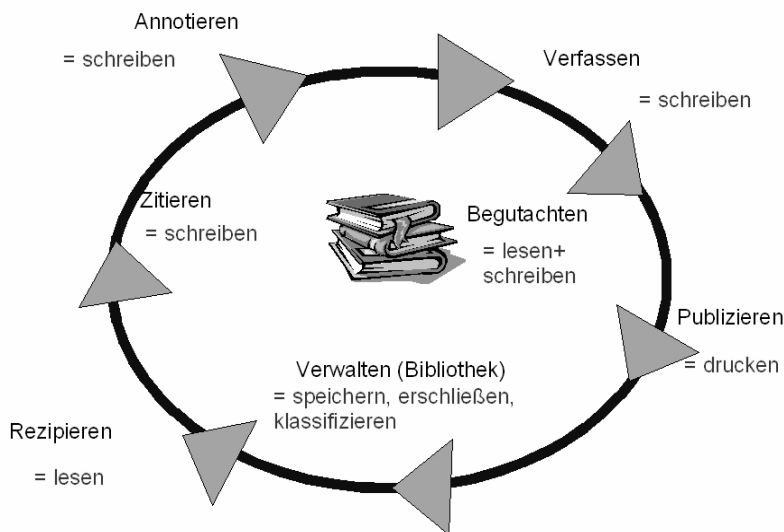 Annotieren
= schreiben
Verfassen
= schreiben
Zitieren
= schreiben
Begutachten
= lesen+
schreiben
Publizieren
= drucken
Verwalten (Bibliothek)
= speichern, erschließen,
klassifizieren
Rezipieren
= lesen